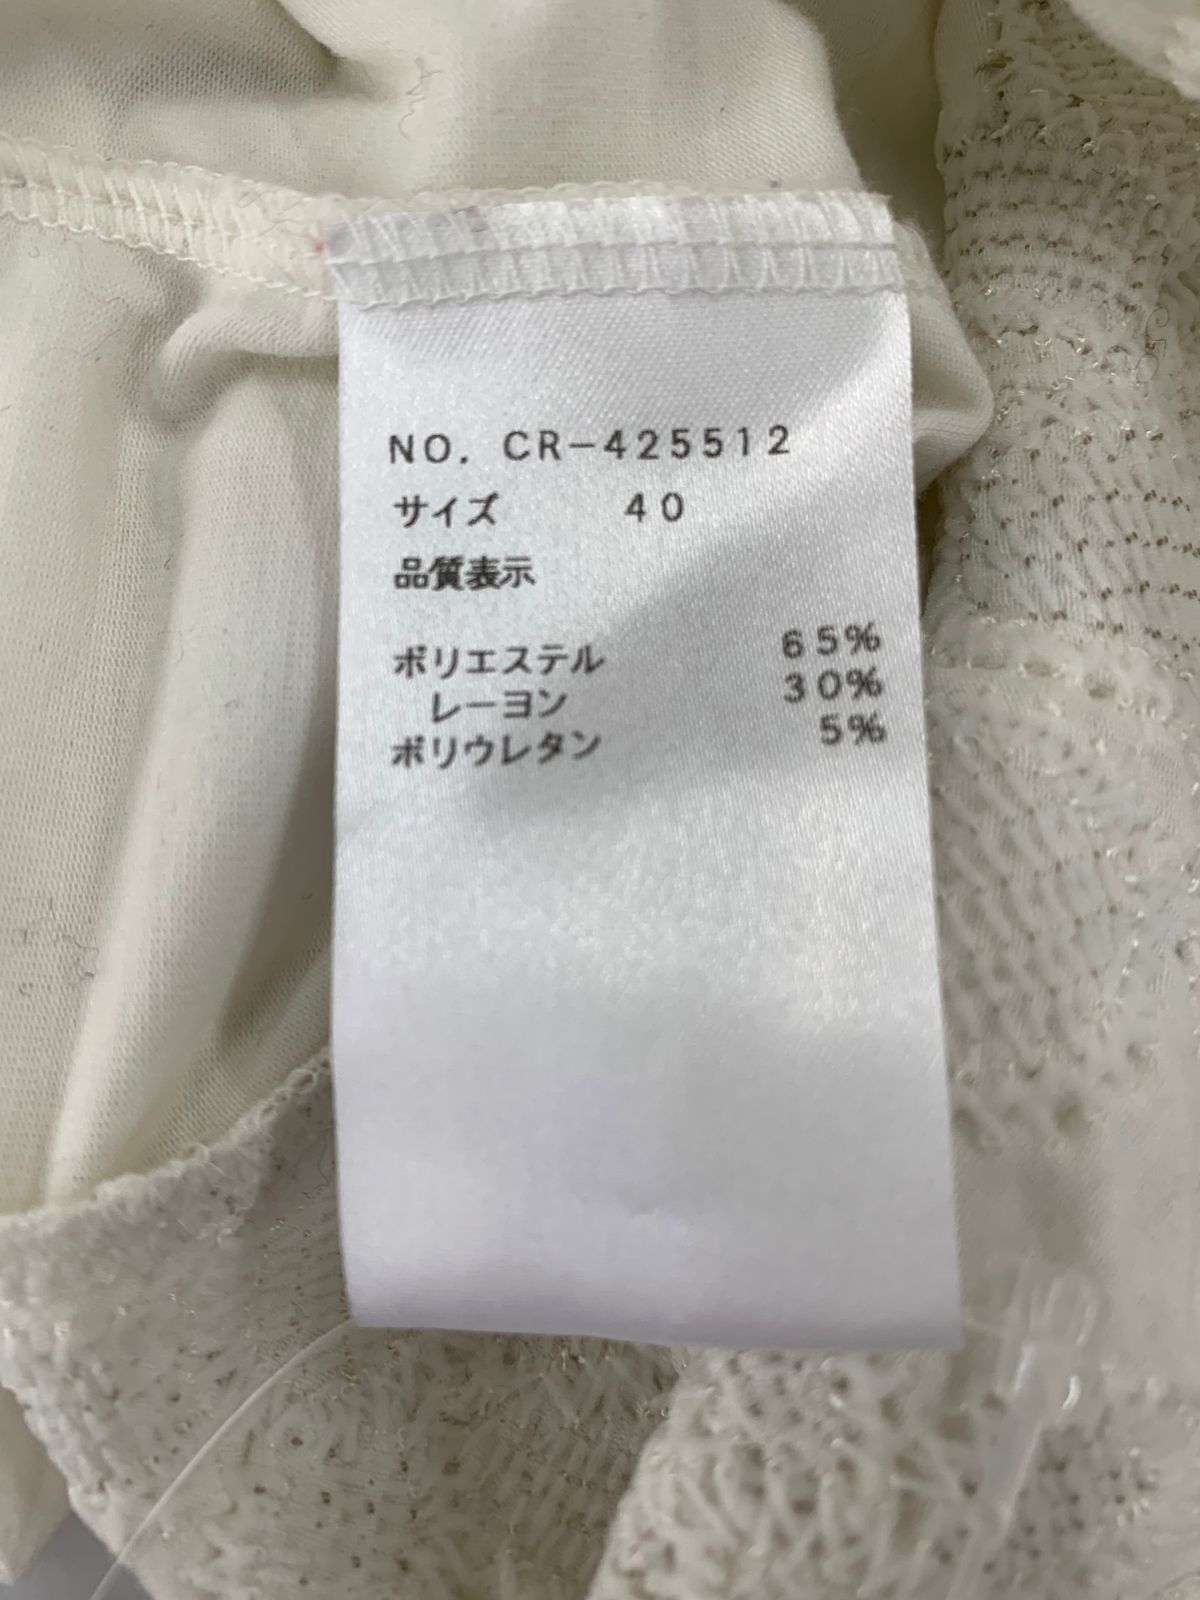 NO. CR-425512
サイズ 40
品質表示
ポリエステル 65%
レーヨン 30%
ポリウレタン 5%